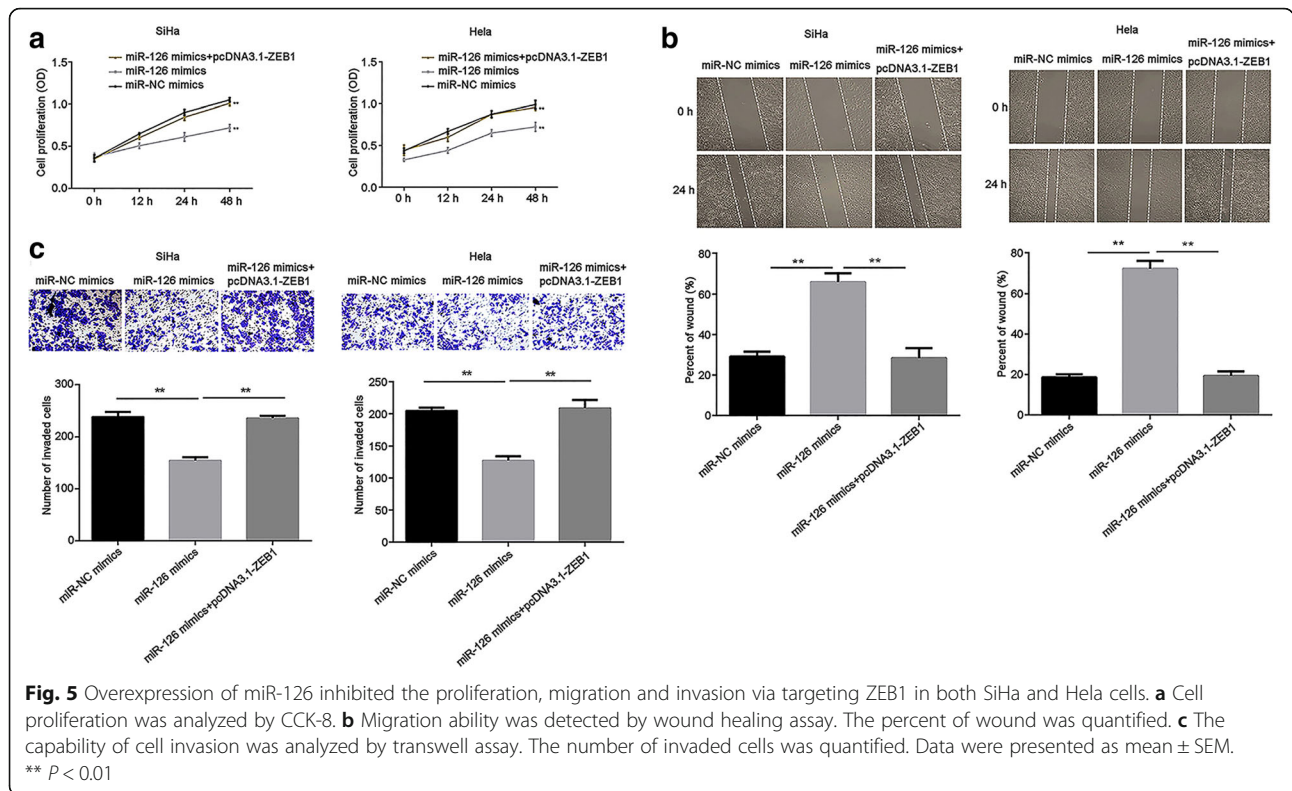 a
SiHa
miR-126 mimics+pcDNA3.1-ZEB1
miR-126 mimics
miR-NC mimics
Cell proliferation (OD)
1.5
1.0
0.5
0.0
0 h 12 h 24 h 48 h
**
**
Hela
miR-126 mimics+pcDNA3.1-ZEB1
miR-126 mimics
miR-NC mimics
Cell proliferation (OD)
1.5
1.0
0.5
0.0
0 h 12 h 24 h 48 h
**
**
b
SiHa
miR-NC mimics miR-126 mimics miR-126 mimics+
pcDNA3.1-ZEB1
0 h
24 h
Percent of wound (%)
80
60
40
20
0
** **
miR-NC mimics
miR-126 mimics
miR-126 mimics+pcDNA3.1-ZEB1
Hela
miR-NC mimics miR-126 mimics miR-126 mimics+
pcDNA3.1-ZEB1
0 h
24 h
Percent of wound (%)
80
60
40
20
0
** **
miR-NC mimics
miR-126 mimics
miR-126 mimics+pcDNA3.1-ZEB1
c
SiHa
miR-NC mimics miR-126 mimics miR-126 mimics+
pcDNA3.1-ZEB1
Number of invaded cells
300
200
100
0
** **
miR-NC mimics
miR-126 mimics
miR-126 mimics+pcDNA3.1-ZEB1
Hela
miR-NC mimics miR-126 mimics miR-126 mimics+
pcDNA3.1-ZEB1
Number of invaded cells
250
200
150
100
50
0
** **
miR-NC mimics
miR-126 mimics
miR-126 mimics+pcDNA3.1-ZEB1
Fig. 5 Overexpression of miR-126 inhibited the proliferation, migration and invasion via targeting ZEB1 in both SiHa and Hela cells. a Cell
proliferation was analyzed by CCK-8. b Migration ability was detected by wound healing assay. The percent of wound was quantified. c The
capability of cell invasion was analyzed by transwell assay. The number of invaded cells was quantified. Data were presented as mean ± SEM.
** P < 0.01